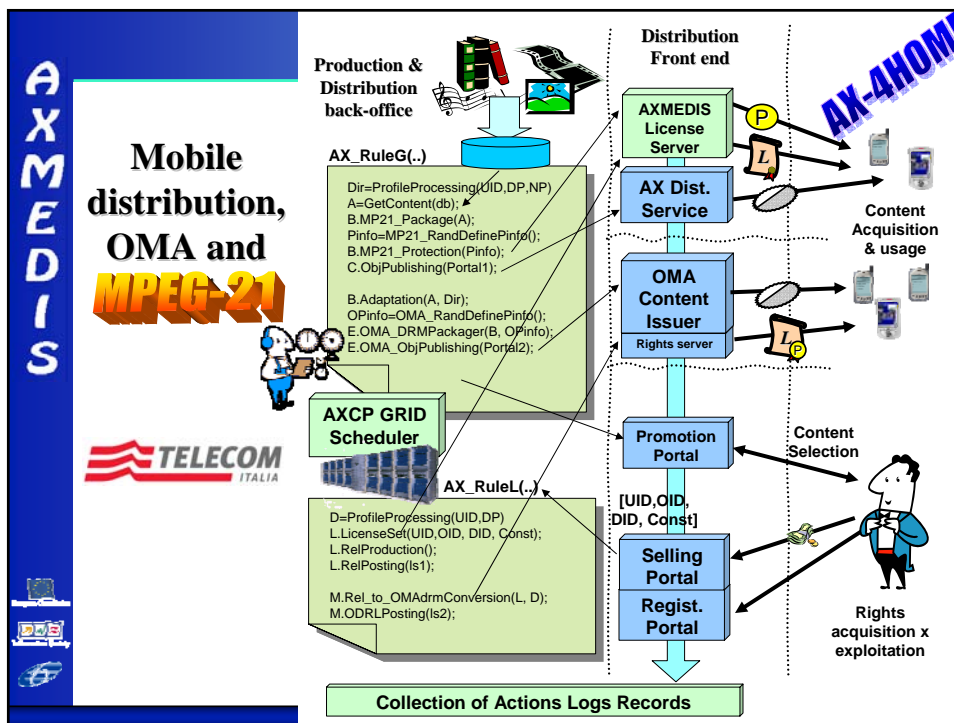 AXMEDIS
Mobile
distribution,
OMA and
MPEG-21
TELECOM
ITALIA
Production &
Distribution
back-office
Distribution
Front end
AX-4HOME
AX_RuleG(..)
Dir=ProfileProcessing(UID,DP,NP)
A=GetContent(db);
B.MP21_Package(A);
Pinfo=MP21_RandDefinePinfo();
B.MP21_Protection(Pinfo);
C.ObjPublishing(Portal1);
B.Adaptation(A, Dir);
OPinfo=OMA_RandDefinePinfo();
E.OMA_DRMPackager(B, OPinfo);
E.OMA_ObjPublishing(Portal2);
AXCP GRID
Scheduler
AX_RuleL(..)
D=ProfileProcessing(UID,DP)
L.LicenseSet(UID,OID, DID, Const);
L.RelProduction();
L.RelPosting(ls1);
M.Rel_to_OMAdrmConversion(L, D);
M.ODRLPosting(ls2);
AXMEDIS
License
Server
P
L
AX Dist.
Service
Content
Acquisition
& usage
OMA
Content
Issuer
Rights server
L
P
Promotion
Portal
Content
Selection
[UID,OID,
DID, Const]
Selling
Portal
Regist.
Portal
Rights
acquisition x
exploitation
Collection of Actions Logs Records